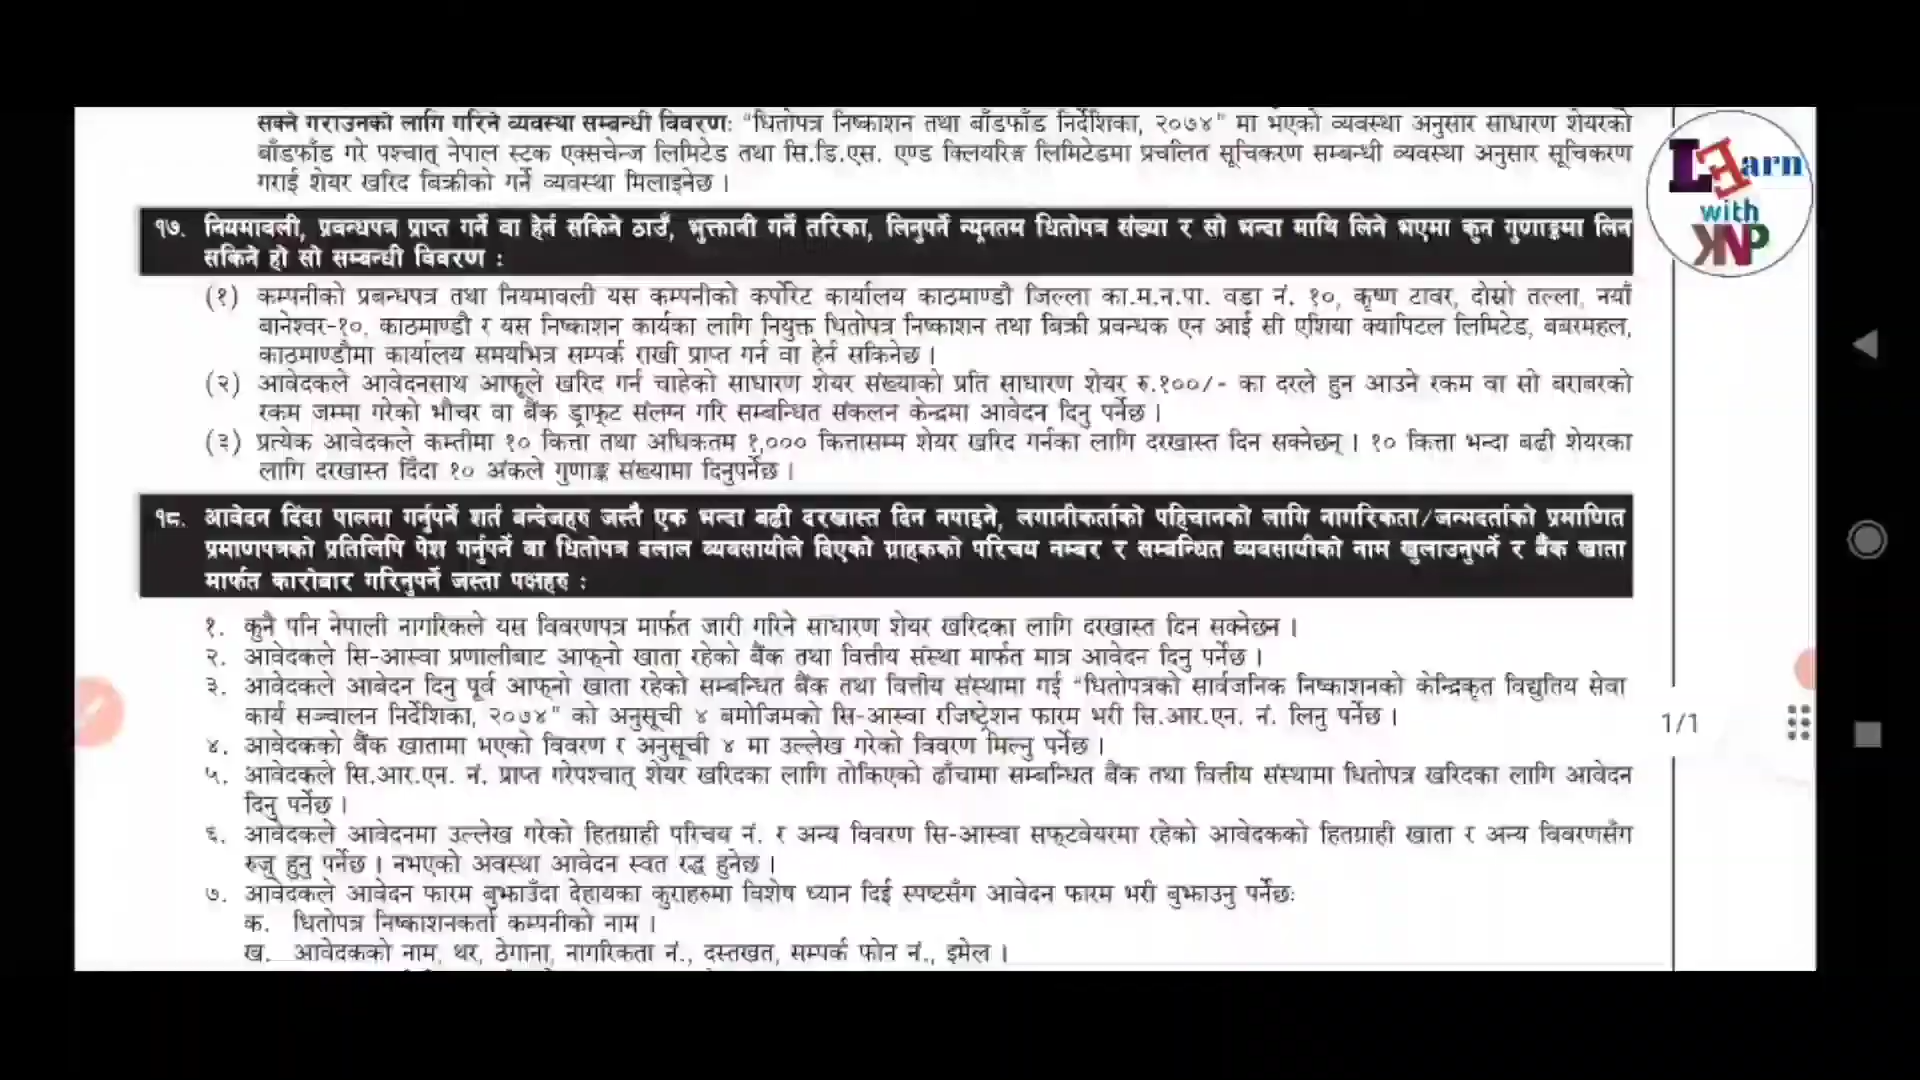 सक्ने गराउनको लागि गरिने व्यवस्था सम्बन्धी विवरणः "धितोपत्र निष्काशन तथा बाँडफाँड निर्देशिका, २०७४" मा भएको व्यवस्था अनुसार साधारण शेयरको
बाँडफाँड गरे पश्चात् नेपाल स्टक एक्सचेन्ज लिमिटेड तथा सि.डि.एस. एण्ड क्लियरिङ्ग लिमिटेडमा प्रचलित सूचिकरण सम्बन्धी व्यवस्था अनुसार सूचिकरण
गराई शेयर खरिद बिक्रीको गर्ने व्यवस्था मिलाइनेछ ।
LEarn
with
KNP
१७. नियमावली, प्रवन्धपत्र प्राप्त गर्ने वा हेर्न सकिने ठाउँ, भुक्तानी गर्ने तरिका, लिनुपर्ने न्यूनतम धितोपत्र संख्या र सो भन्दा माथि लिने भएमा कुन गुणाङ्कमा लिन
सकिने हो सो सम्बन्धी विवरण :
(१) कम्पनीको प्रबन्धपत्र तथा नियमावली यस कम्पनीको कर्पोरेट कार्यालय काठमाण्डौ जिल्ला का.म.न.पा. वडा नं. १०, कृष्ण टावर, दोस्रो तल्ला, नयाँ
बानेश्वर-१०, काठमाण्डौ र यस निष्काशन कार्यका लागि नियुक्त धितोपत्र निष्काशन तथा बिक्री प्रवन्धक एन आई सी एशिया क्यापिटल लिमिटेड, बबरमहल,
काठमाण्डौमा कार्यालय समयभित्र सम्पर्क राखी प्राप्त गर्न वा हेर्न सकिनेछ ।
(२) आवेदकले आवेदनसाथ आफूले खरिद गर्न चाहेको साधारण शेयर संख्याको प्रति साधारण शेयर रु.१००/- का दरले हुन आउने रकम वा सो बराबरको
रकम जम्मा गरेको भौचर वा बैंक ड्राफ्ट संलग्न गरि सम्बन्धित संकलन केन्द्रमा आवेदन दिनु पर्नेछ ।
(३) प्रत्येक आवेदकले कम्तीमा १० कित्ता तथा अधिकतम १,००० कित्तासम्म शेयर खरिद गर्नका लागि दरखास्त दिन सक्नेछन् । १० कित्ता भन्दा बढी शेयरका
लागि दरखास्त दिँदा १० अंकले गुणाङ्क संख्यामा दिनुपर्नेछ ।
१८. आवेदन दिंदा पालना गर्नुपर्ने शर्त बन्देजहरु जस्तै एक भन्दा बढी दरखास्त दिन नपाइने, लगानीकर्ताको पहिचानको लागि नागरिकता/जन्मदर्ताको प्रमाणित
प्रमाणपत्रको प्रतिलिपि पेश गर्नुपर्ने वा धितोपत्र दलाल व्यवसायीले दिएको ग्राहकको परिचय नम्बर र सम्बन्धित व्यवसायीको नाम खुलाउनुपर्ने र बैंक खाता
मार्फत कारोबार गरिनुपर्ने जस्ता पक्षहरु :
१. कुनै पनि नेपाली नागरिकले यस विवरणपत्र मार्फत जारी गरिने साधारण शेयर खरिदका लागि दरखास्त दिन सक्नेछन ।
२. आवेदकले सि-आस्वा प्रणालीबाट आफ्नो खाता रहेको बैंक तथा वित्तीय संस्था मार्फत मात्र आवेदन दिनु पर्नेछ ।
३. आवेदकले आबेदन दिनु पूर्व आफ्नो खाता रहेको सम्बन्धित बैंक तथा वित्तीय संस्थामा गई "धितोपत्रको सार्वजनिक निष्काशनको केन्द्रिकृत विद्युतिय सेवा
कार्य सञ्चालन निर्देशिका, २०७४" को अनुसूची ४ बमोजिमको सि-आस्वा रजिष्ट्रेशन फारम भरी सि.आर.एन. नं. लिनु पर्नेछ ।
1/1
४. आवेदकको बैंक खातामा भएको विवरण र अनुसूची ४ मा उल्लेख गरेको विवरण मिल्नु पर्नेछ ।
५. आवेदकले सि.आर.एन. नं. प्राप्त गरेपश्चात् शेयर खरिदका लागि तोकिएको ढाँचामा सम्बन्धित बैंक तथा वित्तीय संस्थामा धितोपत्र खरिदका लागि आवेदन
दिनु पर्नेछ ।
६. आवेदकले आवेदनमा उल्लेख गरेको हितग्राही परिचय नं. र अन्य विवरण सि-आस्वा सफ्टवेयरमा रहेको आवेदकको हितग्राही खाता र अन्य विवरणसँग
रुजु हुनु पर्नेछ । नभएको अवस्था आवेदन स्वत रद्ध हुनेछ ।
७. आवेदकले आवेदन फारम बुझाउँदा देहायका कुराहरुमा विशेष ध्यान दिई स्पष्टसँग आवेदन फारम भरी बुझाउनु पर्नेछः
क. धितोपत्र निष्काशनकर्ता कम्पनीको नाम ।
ख. आवेदकको नाम, थर, ठेगाना, नागरिकता नं., दस्तखत, सम्पर्क फोन नं., इमेल ।